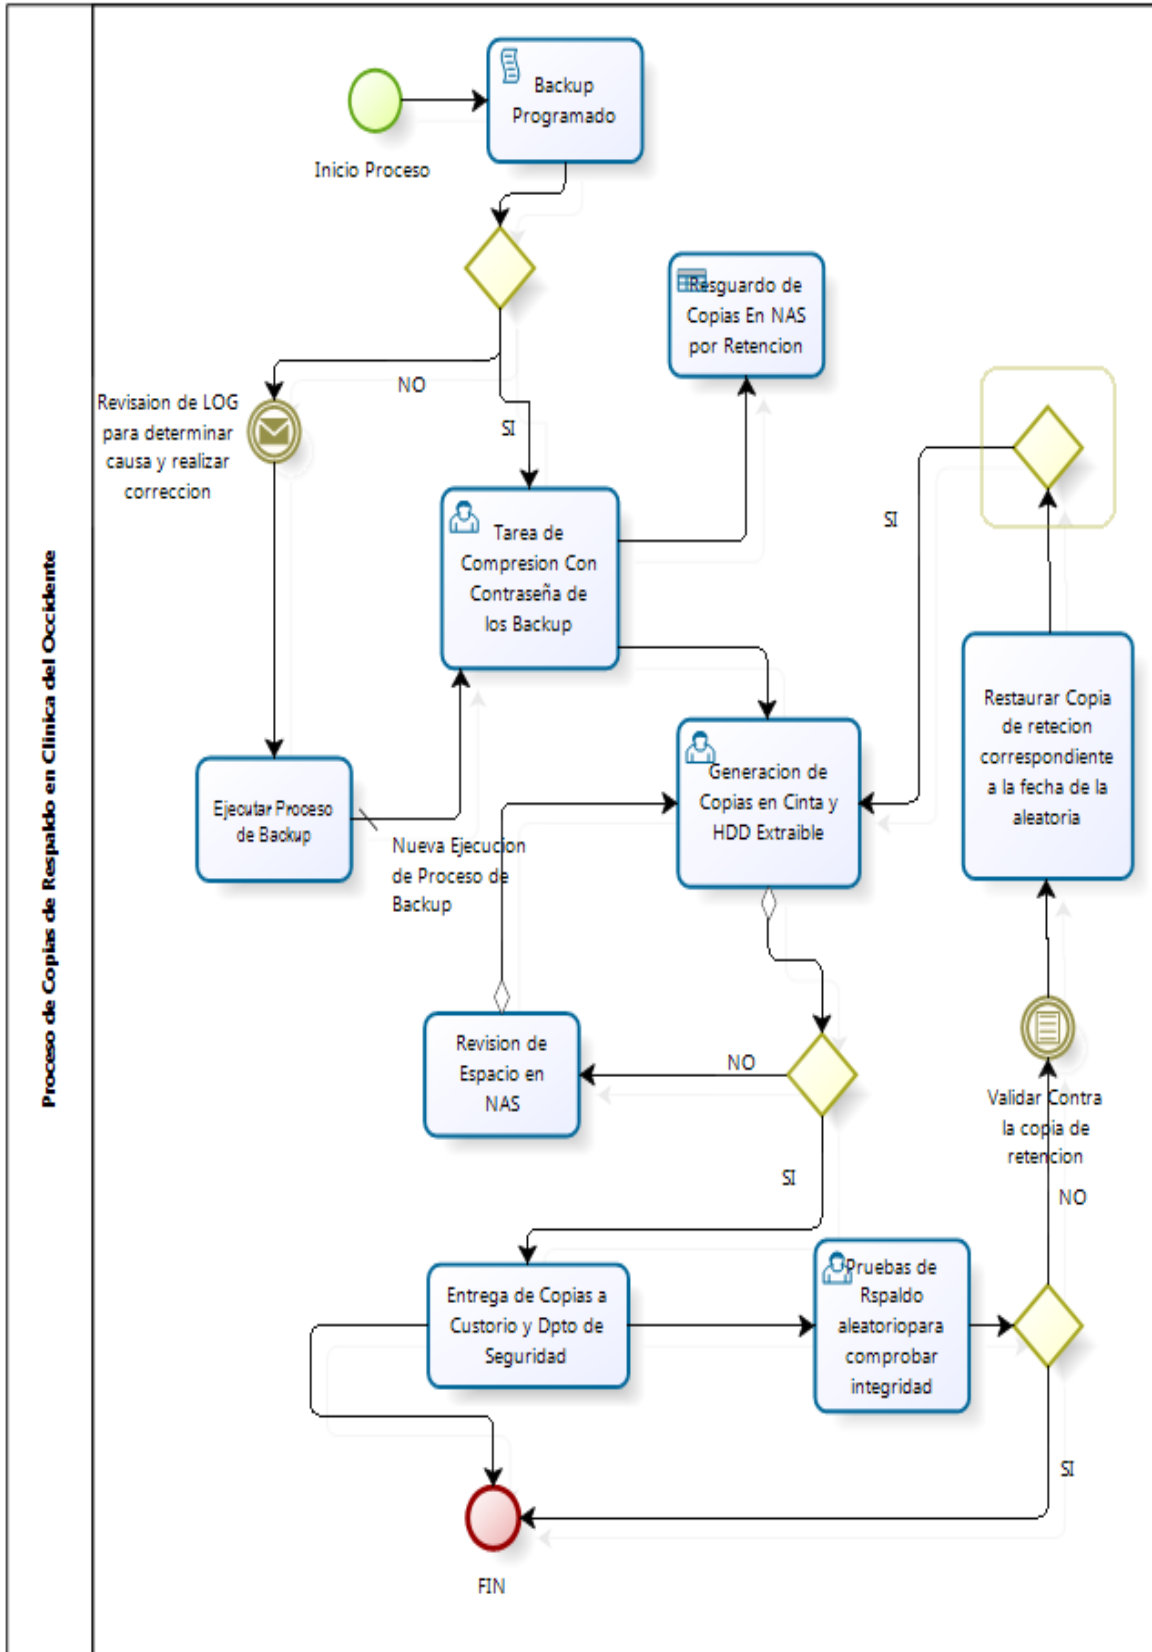 Proceso de Copias de Respaldo en Clinica del Occidente
Backup
Programado
Inicio Proceso
Resguardo de
Copias En NAS
por Retencion
NO
Revisaion de LOG
para determinar
causa y realizar
correccion
SI
SI
Tarea de
Compresion Con
Contraseña de
los Backup
Restaurar Copia
de retecion
correspondiente
a la fecha de la
aleatoria
Generacion de
Copias en Cinta y
HDD Extraible
Ejecutar Proceso
de Backup
Nueva Ejecucion
de Proceso de
Backup
Revision de
Espacio en
NAS
NO
Validar Contra
la copia de
retencion
SI
NO
Entrega de Copias a
Custorio y Dpto de
Seguridad
Pruebas de
Rspaldo
aleatoriopara
comprobar
integridad
SI
FIN